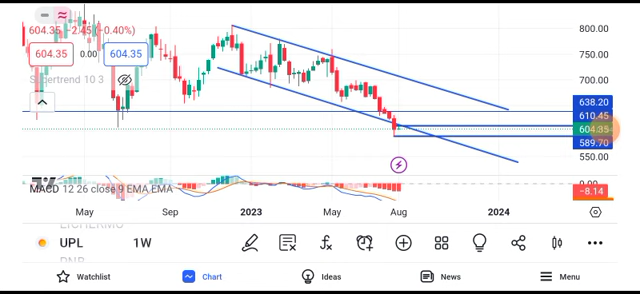 604.35 −2.45 (−0.40%)
604.35 0.00 604.35
Supertrend 10 3
800.00
750.00
700.00
638.20
610.45
604.35
589.70
550.00
MACD 12 26 close 9 EMA EMA
−8.14
May Sep 2023 May Aug 2024
UPL 1W
Watchlist Chart Ideas News Menu